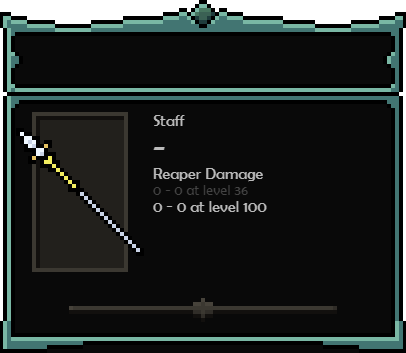 Staff
–
Reaper Damage
0 - 0 at level 36
0 - 0 at level 100